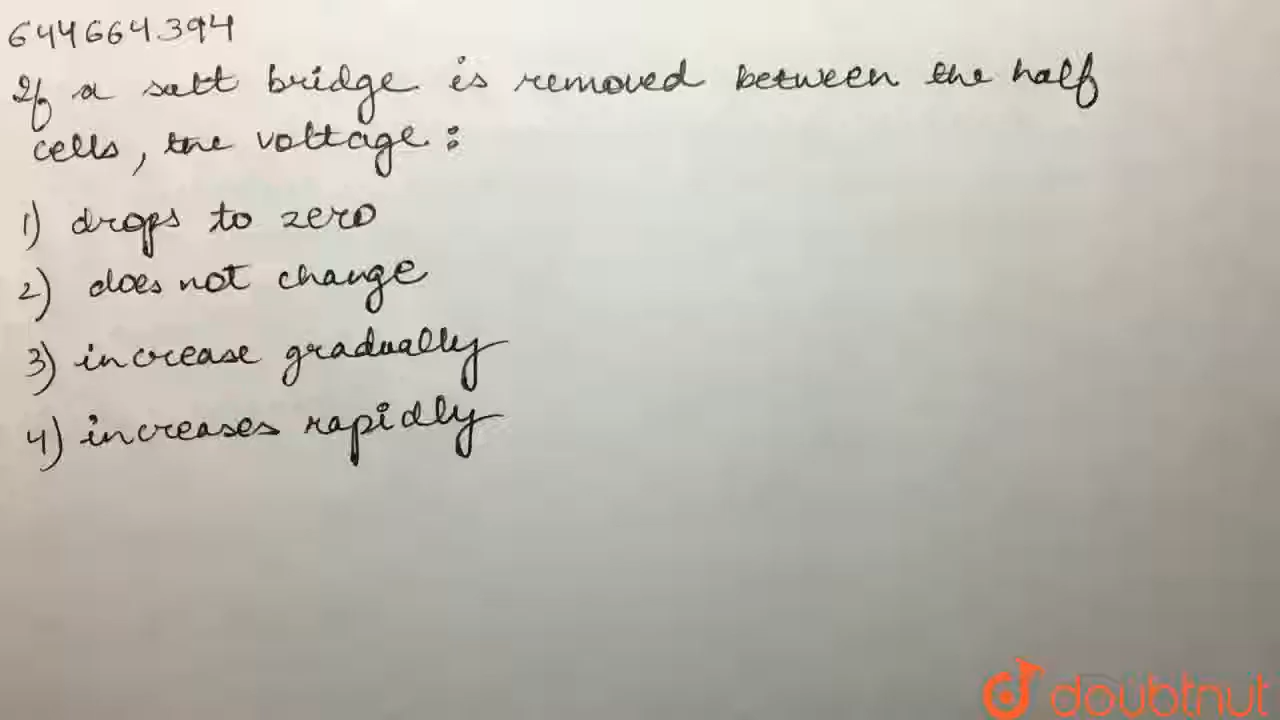 644664394
If a salt bridge is removed between the half
cells, the voltage :
1) drops to zero
2) does not change
3) increase gradually
4) increases rapidly
doubtnut